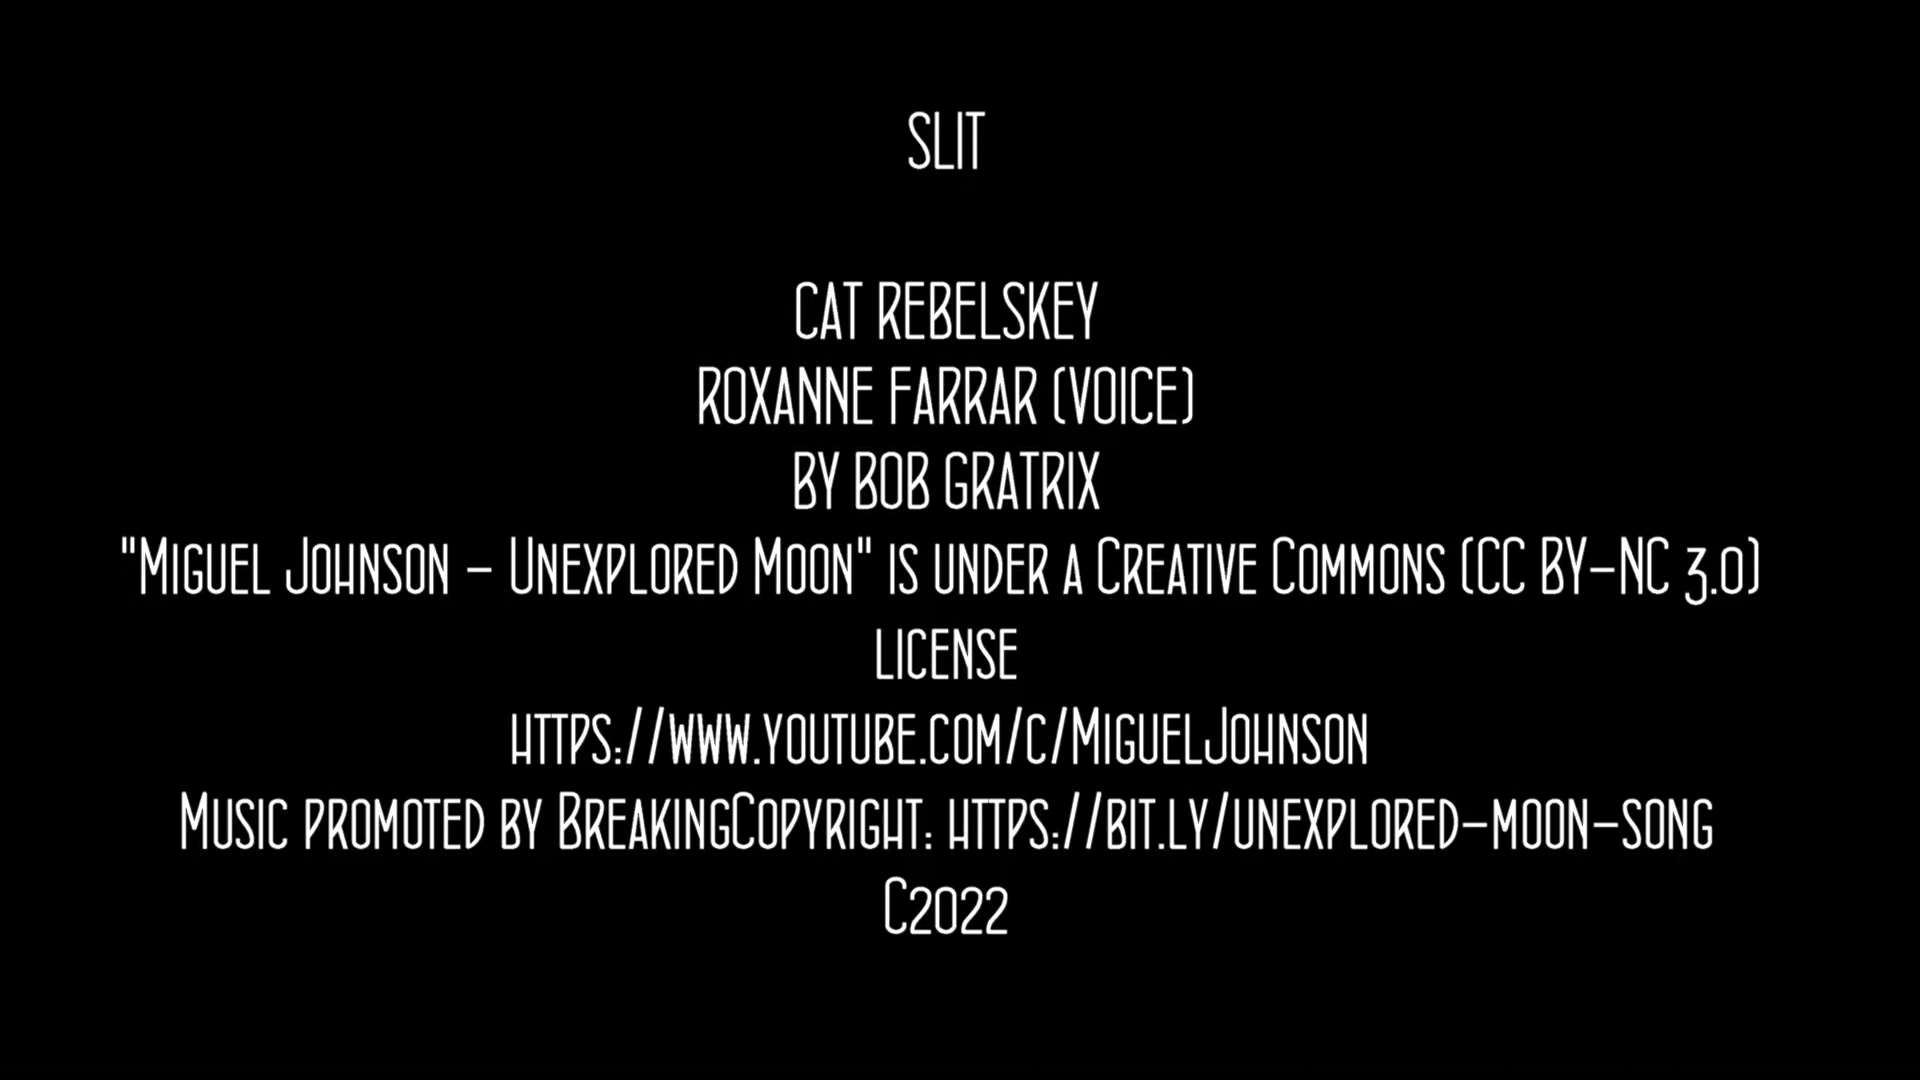 SLIT
CAT REBELSKEY
ROXANNE FARRAR (VOICE)
BY BOB GRATRIX
"Miguel Johnson - Unexplored Moon" is under a Creative Commons (CC BY-NC 3.0)
license
https://www.youtube.com/c/MiguelJohnson
Music promoted by BreakingCopyright: https://bit.ly/unexplored-moon-song
C2022